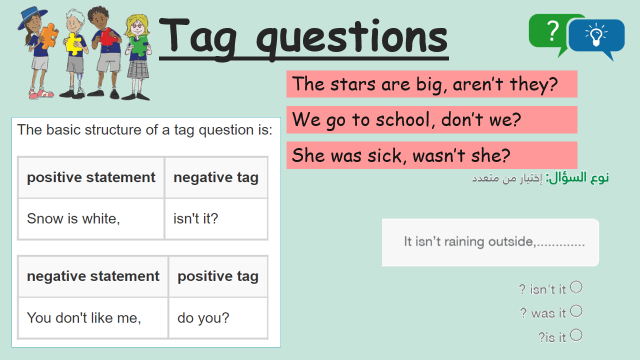 Tag questions
?
The stars are big, aren't they?
We go to school, don't we?
She was sick, wasn't she?
The basic structure of a tag question is:
positive statement negative tag
Snow is white, isn't it?
negative statement positive tag
You don't like me, do you?
نوع السؤال: إختيار من متعدد
It isn't raining outside,.............
? isn't it
? was it
?is it